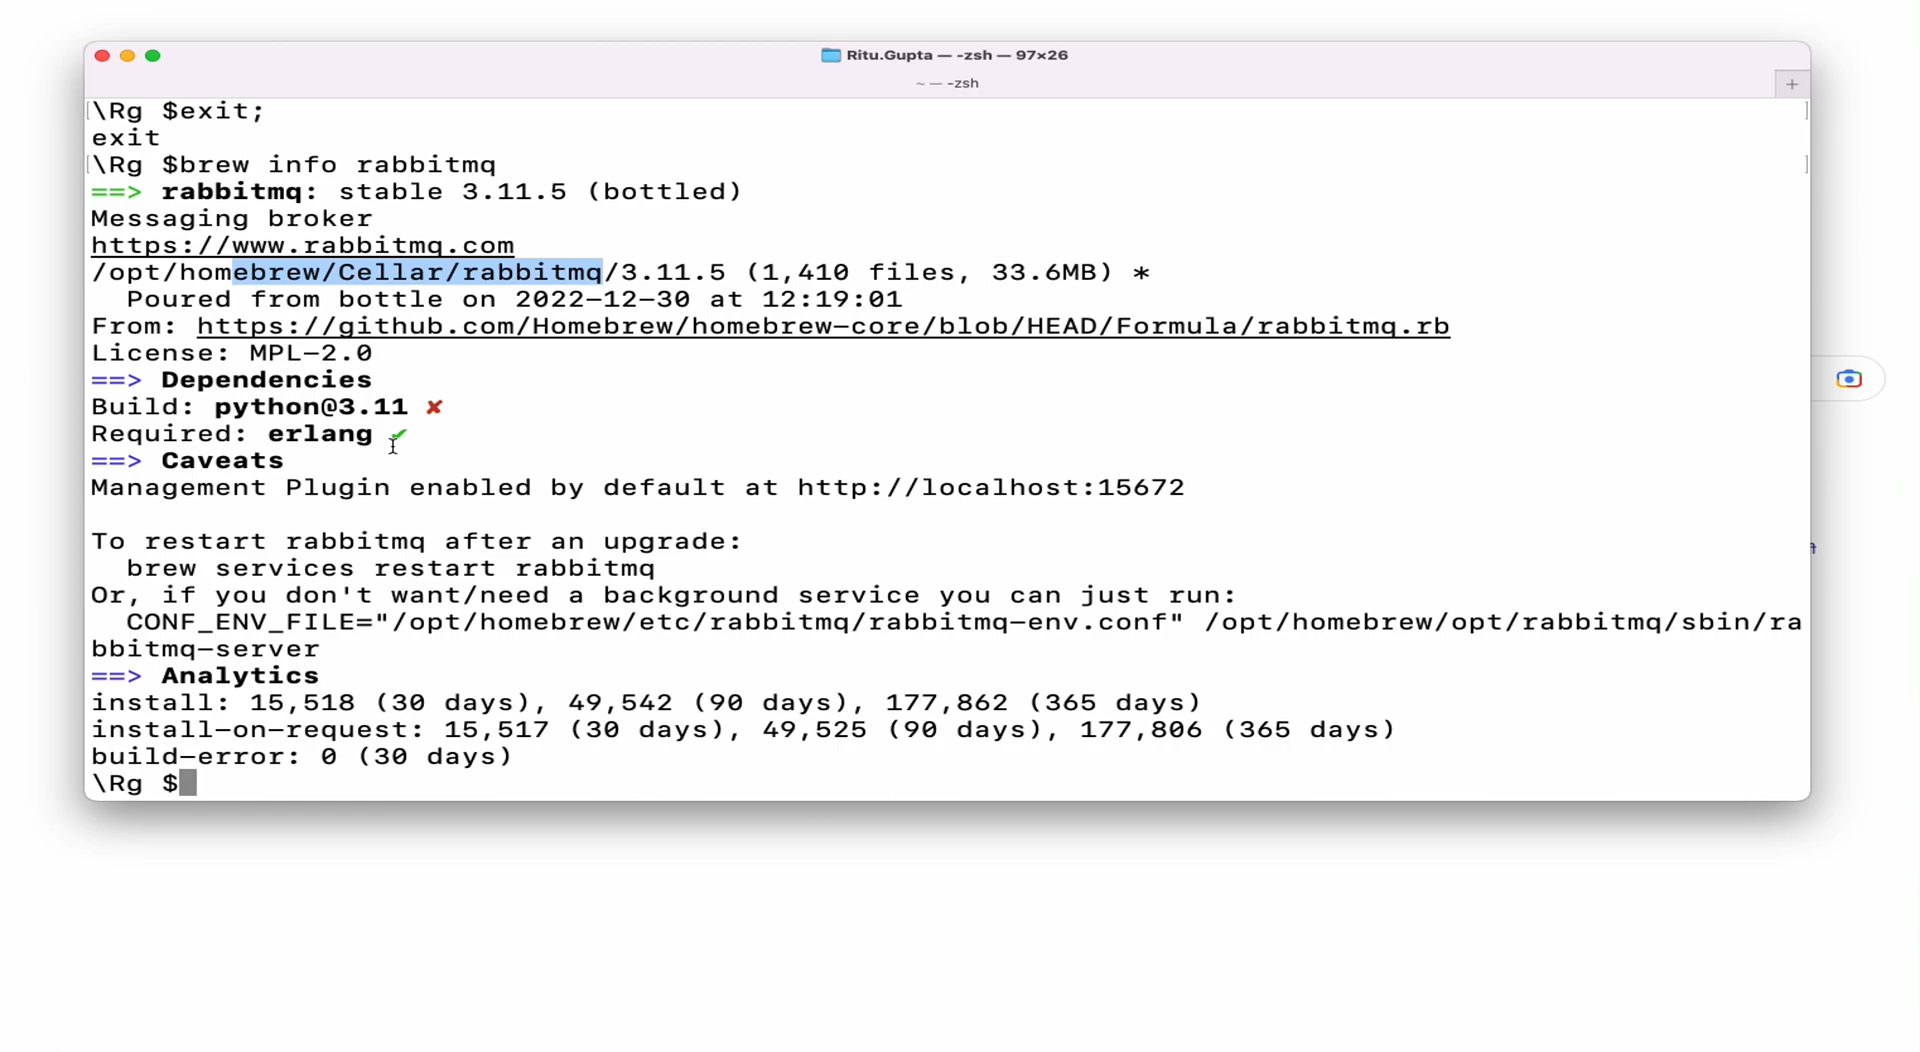 Ritu.Gupta — -zsh — 97×26
~ — -zsh
\Rg $exit;
exit
\Rg $brew info rabbitmq
==> rabbitmq: stable 3.11.5 (bottled)
Messaging broker
https://www.rabbitmq.com
/opt/homebrew/Cellar/rabbitmq/3.11.5 (1,410 files, 33.6MB) *
  Poured from bottle on 2022-12-30 at 12:19:01
From: https://github.com/Homebrew/homebrew-core/blob/HEAD/Formula/rabbitmq.rb
License: MPL-2.0
==> Dependencies
Build: python@3.11 ✘
Required: erlang ✔
==> Caveats
Management Plugin enabled by default at http://localhost:15672
To restart rabbitmq after an upgrade:
  brew services restart rabbitmq
Or, if you don't want/need a background service you can just run:
  CONF_ENV_FILE="/opt/homebrew/etc/rabbitmq/rabbitmq-env.conf" /opt/homebrew/opt/rabbitmq/sbin/ra
bbitmq-server
==> Analytics
install: 15,518 (30 days), 49,542 (90 days), 177,862 (365 days)
install-on-request: 15,517 (30 days), 49,525 (90 days), 177,806 (365 days)
build-error: 0 (30 days)
\Rg $